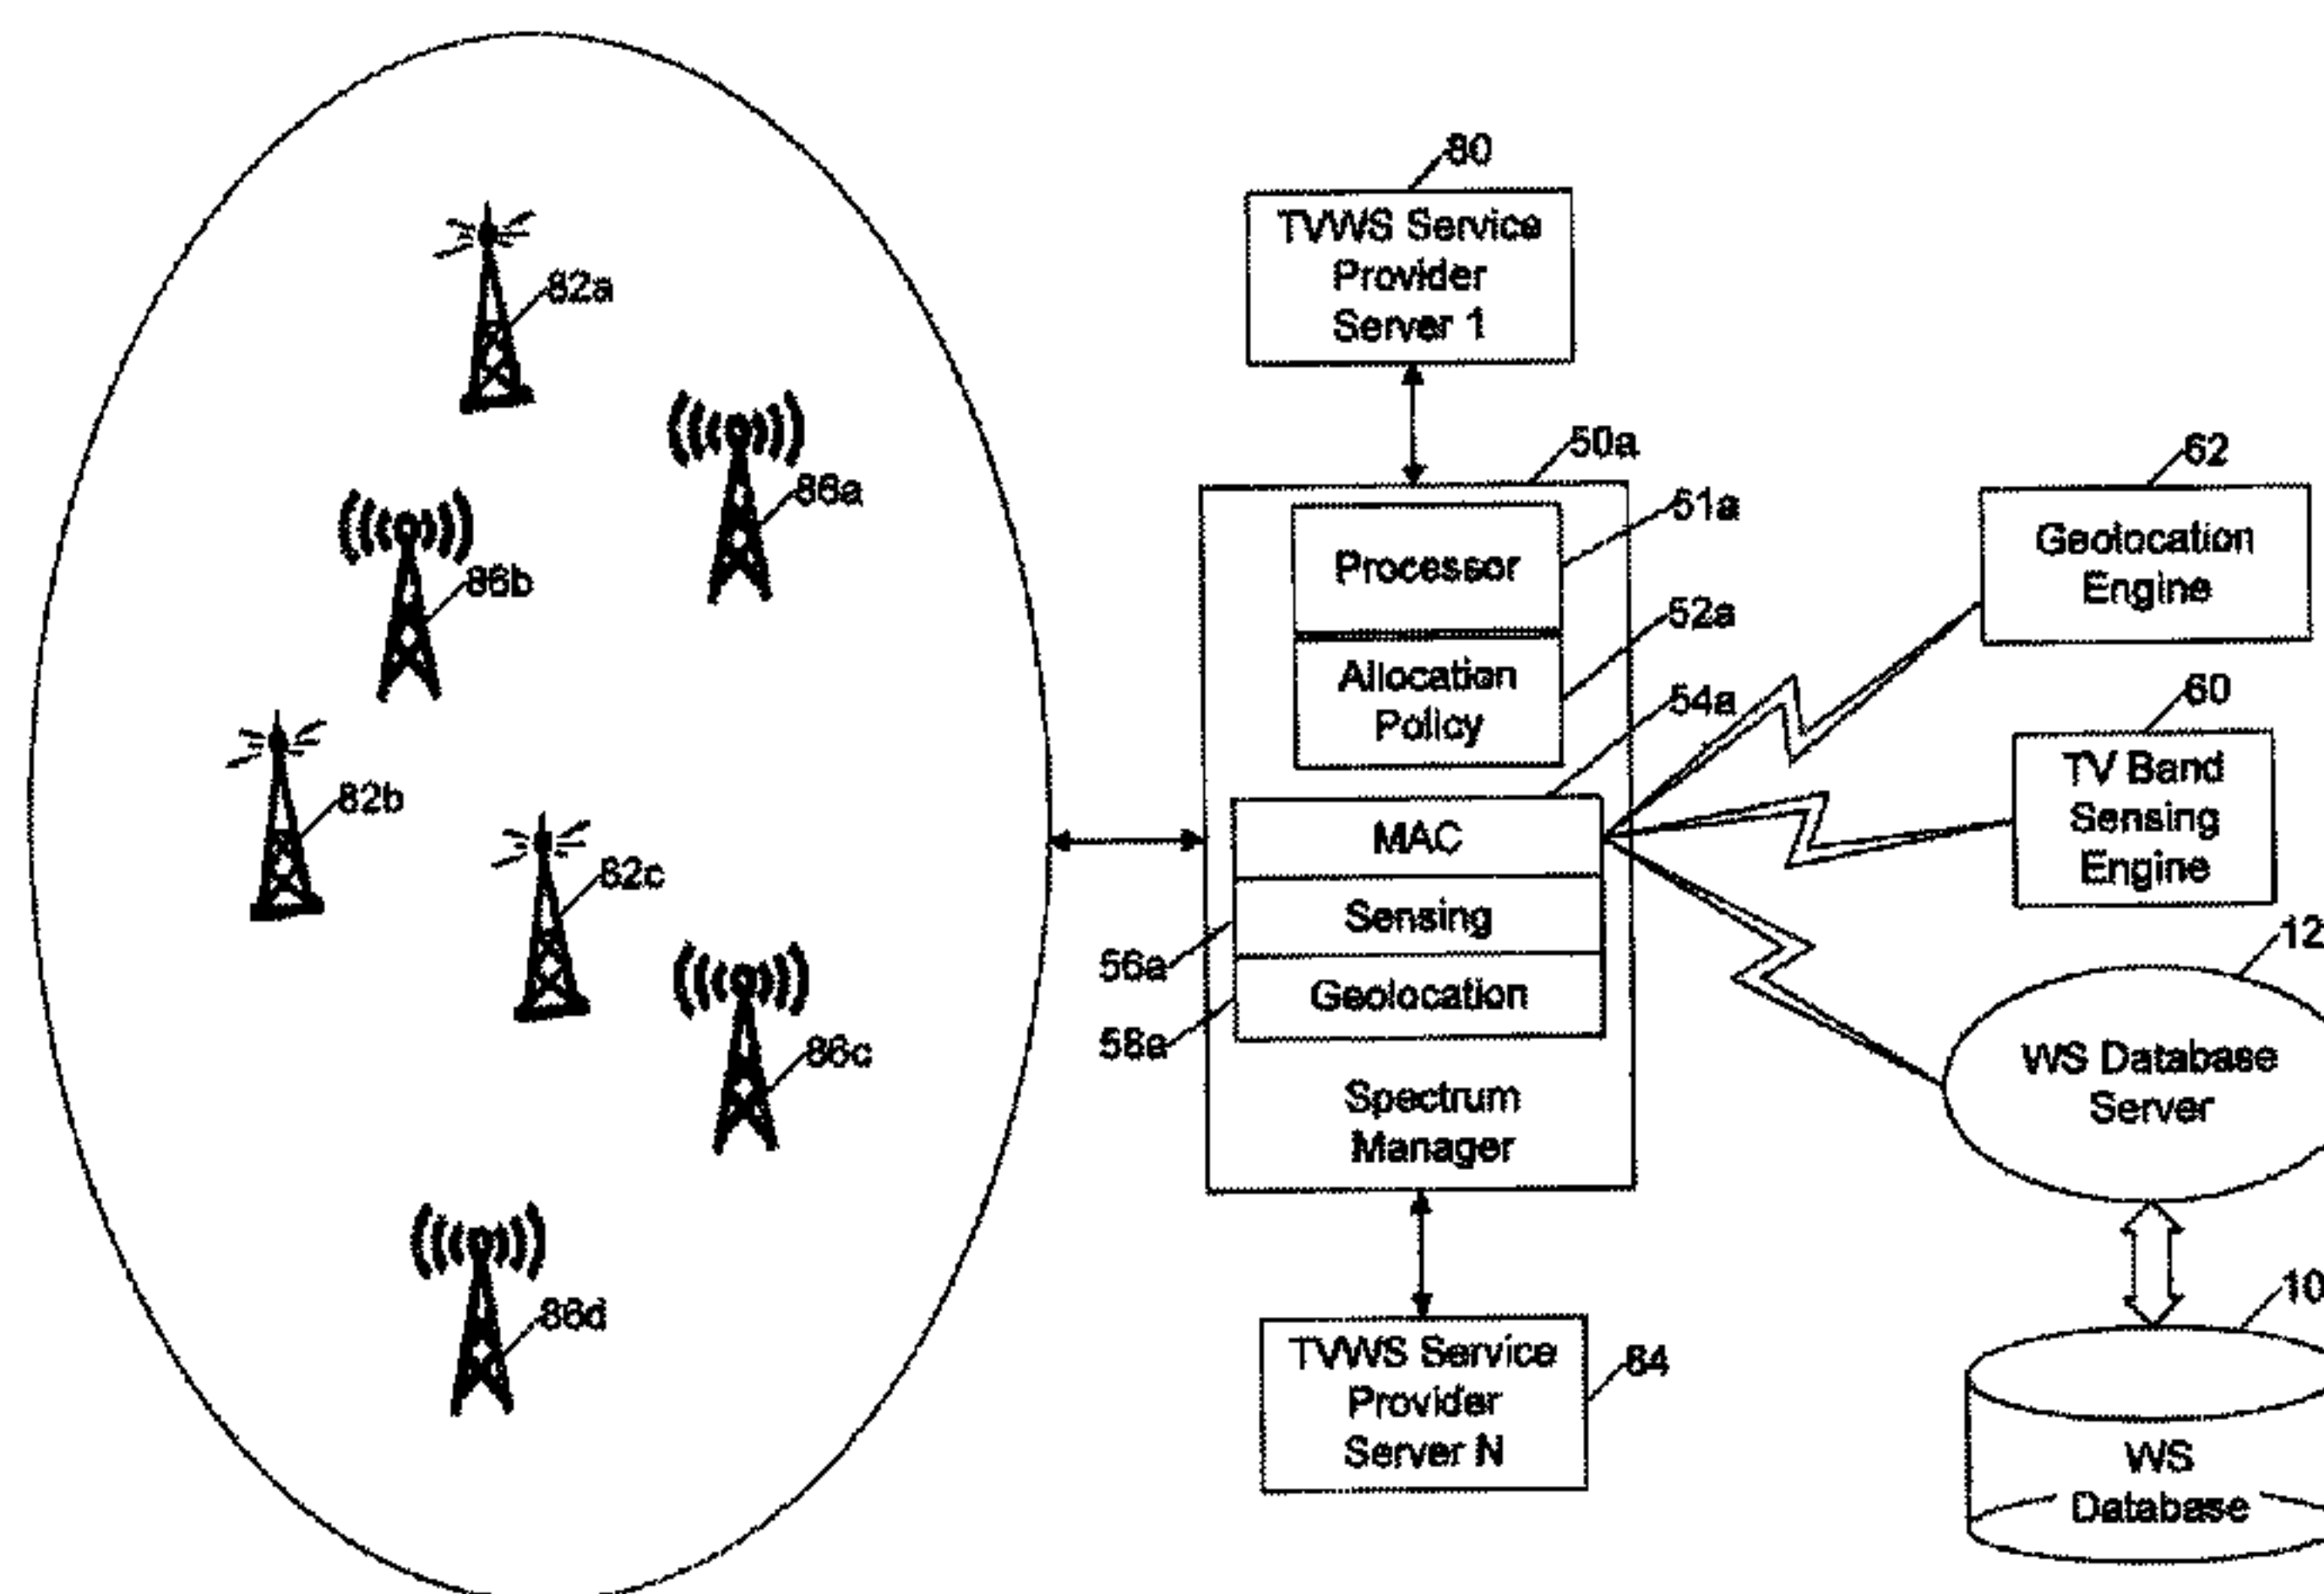 80
TVWS Service
Provider
Server 1
82a
86a
86b
82b
82c
86c
86d
50a
51a
Processor
52a
Allocation
Policy
54a
MAC
Sensing
56a
Geolocation
58a
Spectrum
Manager
62
Geolocation
Engine
60
TV Band
Sensing
Engine
12
WS Database
Server
10
WS
Database
TVWS Service
Provider
Server N
84